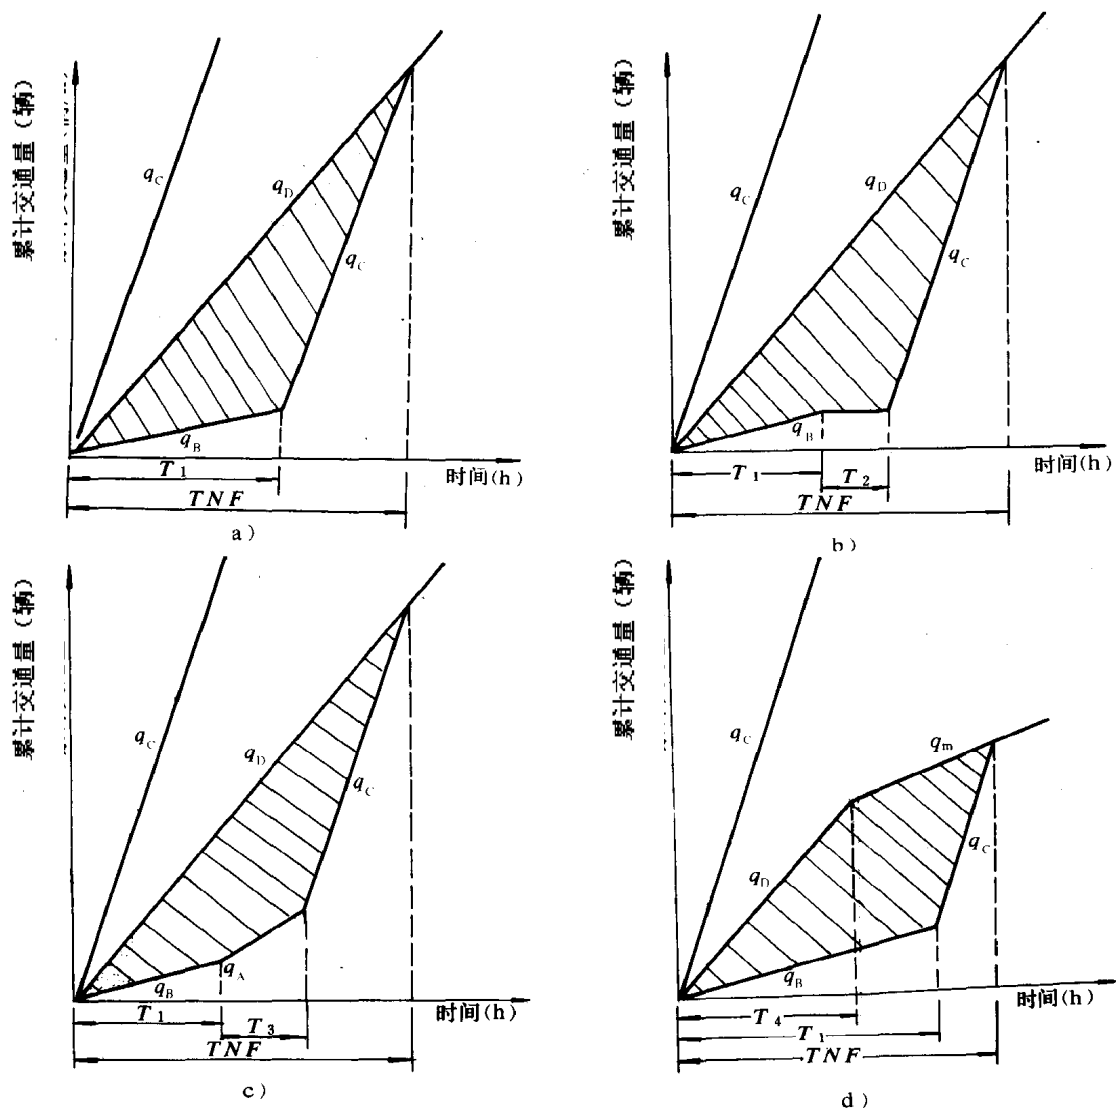 累计交通量(辆)
q_C
q_D
q_C
q_B
T_1
时间(h)
TNF
a)
累计交通量(辆)
q_C
q_D
q_C
q_B
T_1
T_2
时间(h)
TNF
b)
累计交通量(辆)
q_C
q_D
q_C
q_A
q_B
T_1
T_3
时间(h)
TNF
c)
累计交通量(辆)
q_C
q_m
q_D
q_C
q_B
时间(h)
T_4
T_1
TNF
d)